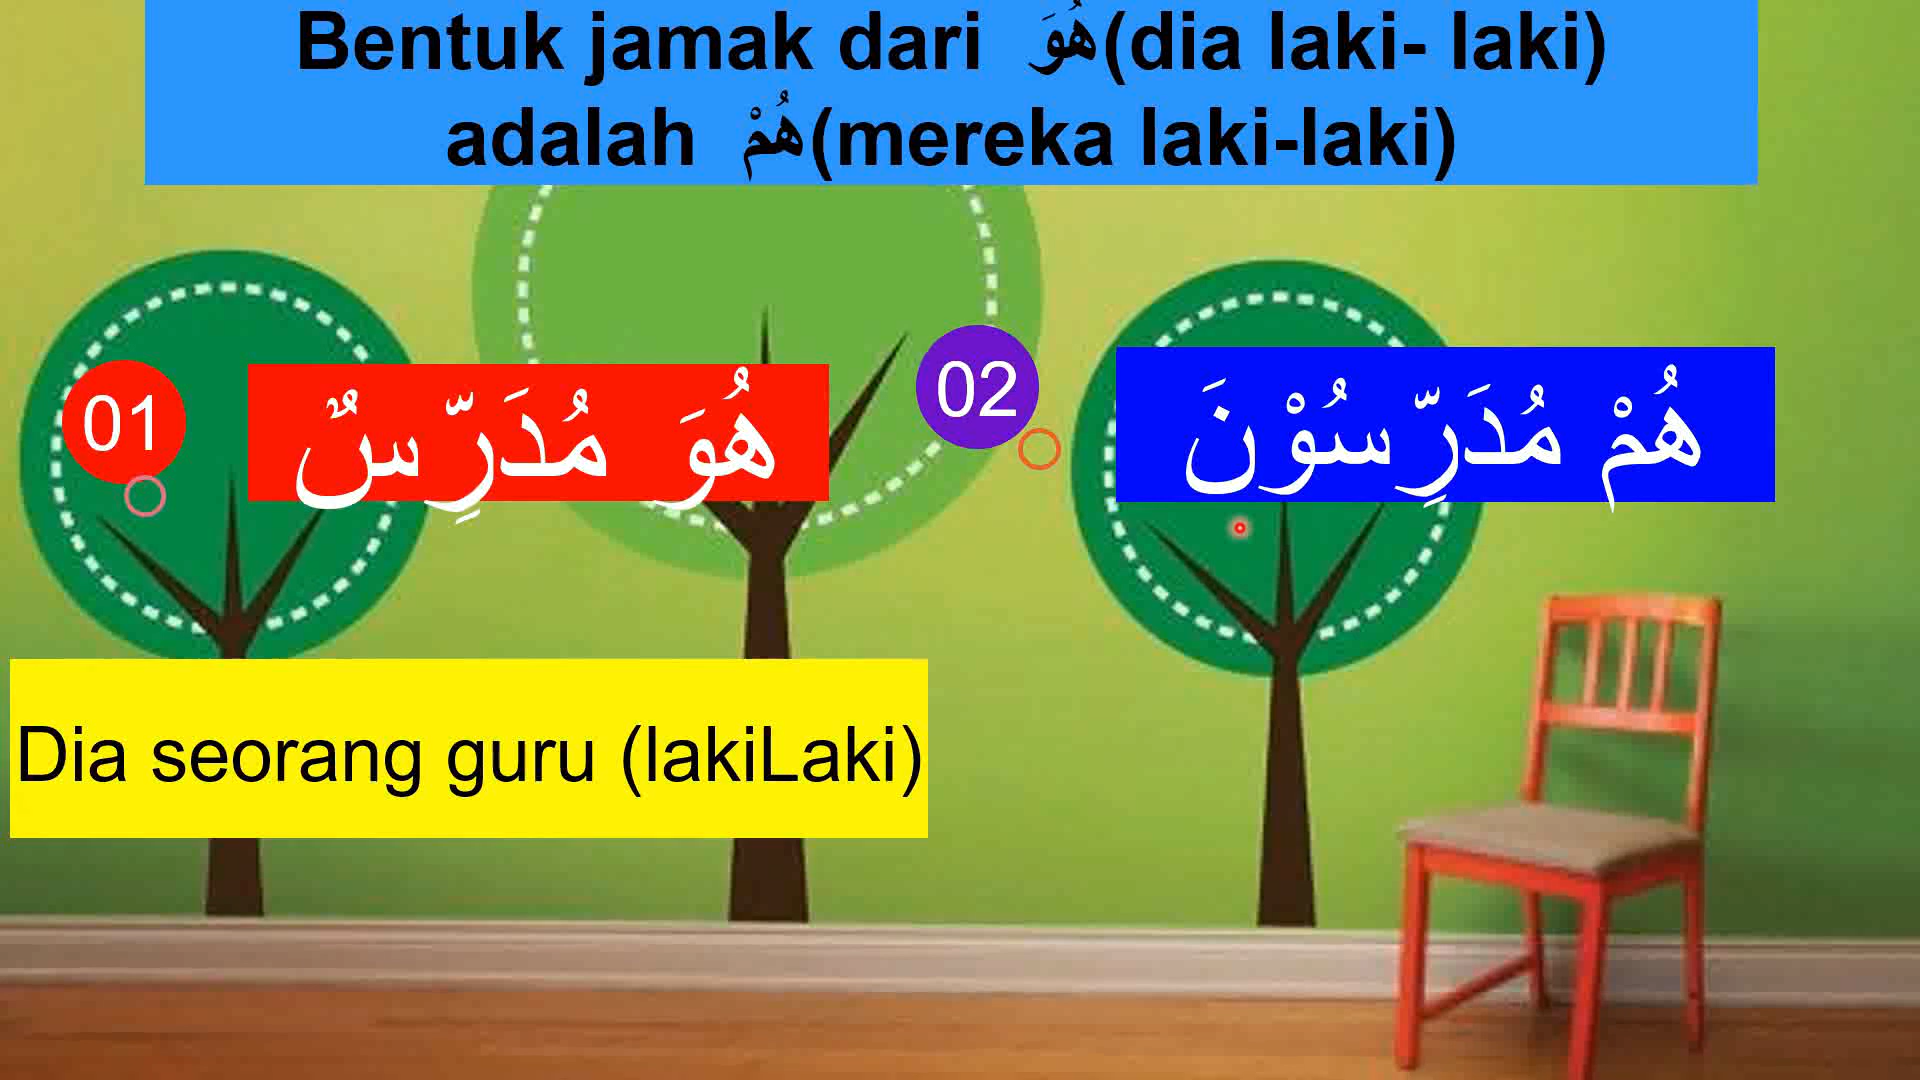 Bentuk jamak dari هُوَ (dia laki- laki)
adalah هُمْ (mereka laki-laki)
01
هُوَ مُدَرِّسٌ
02
هُمْ مُدَرِّسُوْنَ
Dia seorang guru (lakiLaki)